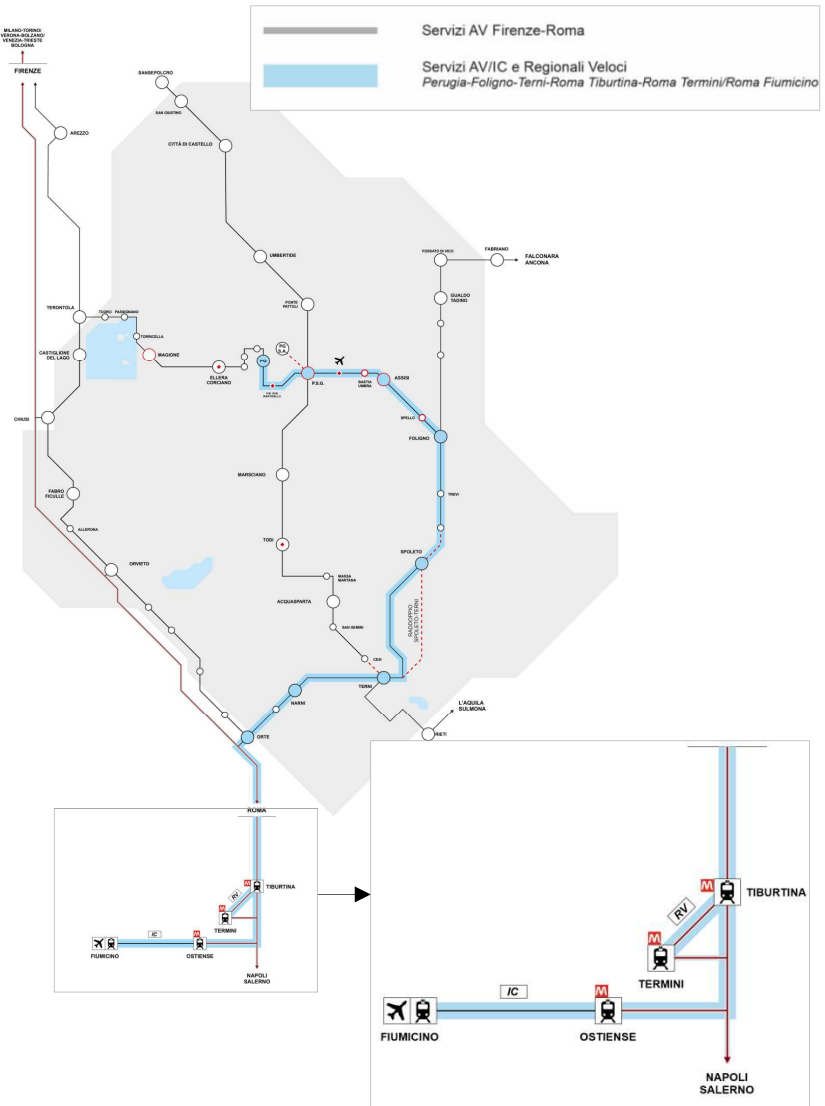 Servizi AV Firenze-Roma
Servizi AV/IC e Regionali Veloci
Perugia-Foligno-Terni-Roma Tiburtina-Roma Termini/Roma Fiumicino
MILANO-TORINO/
VERONA-BOLZANO/
VENEZIA-TRIESTE
BOLOGNA
FIRENZE
SANSEPOLCRO
SAN GIUSTINO
AREZZO
CITTÀ DI CASTELLO
UMBERTIDE
FOSSATO DI VICO
FABRIANO
FALCONARA
ANCONA
GUALDO
TADINO
PONTE
PATTOLI
TERONTOLA
TUORO
PASSIGNANO
TORRICELLA
MAGIONE
CASTIGLIONE
DEL LAGO
ELLERA
CORCIANO
PG
S.A.
P.S.G.
BASTIA
UMBRA
ASSISI
SPELLO
FOLIGNO
CHIUSI
MARSCIANO
FABRO
FICULLE
TREVI
ALLERONA
TODI
SPOLETO
ORVIETO
MASSA
MARTANA
ACQUASPARTA
RADDOPPIO
SPOLETO-TERNI
SAN GEMINI
CESI
TERNI
NARNI
L'AQUILA
SULMONA
RIETI
ORTE
ROMA
M
TIBURTINA
RV
M
TERMINI
IC
M
FIUMICINO
OSTIENSE
NAPOLI
SALERNO
M
TIBURTINA
RV
M
TERMINI
IC
M
FIUMICINO
OSTIENSE
NAPOLI
SALERNO